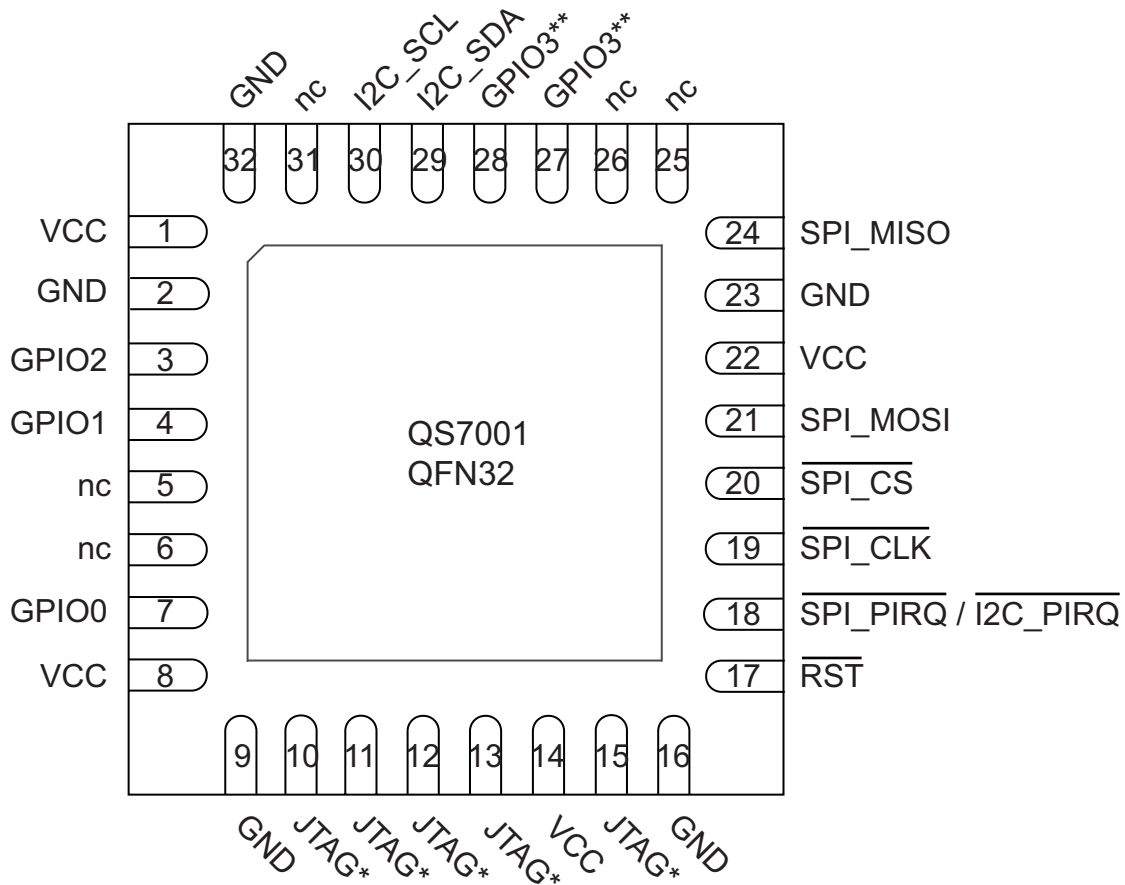 GND
nc
I2C_SCL
I2C_SDA
GPIO3**
GPIO3**
nc
nc
32
31
30
29
28
27
26
25
VCC
1
GND
2
GPIO2
3
GPIO1
4
nc
5
nc
6
GPIO0
7
VCC
8
QS7001
QFN32
24
SPI_MISO
23
GND
22
VCC
21
SPI_MOSI
20
SPI_CS
19
SPI_CLK
18
SPI_PIRQ / I2C_PIRQ
17
RST
9
10
11
12
13
14
15
16
GND
JTAG*
JTAG*
JTAG*
JTAG*
VCC
JTAG*
GND